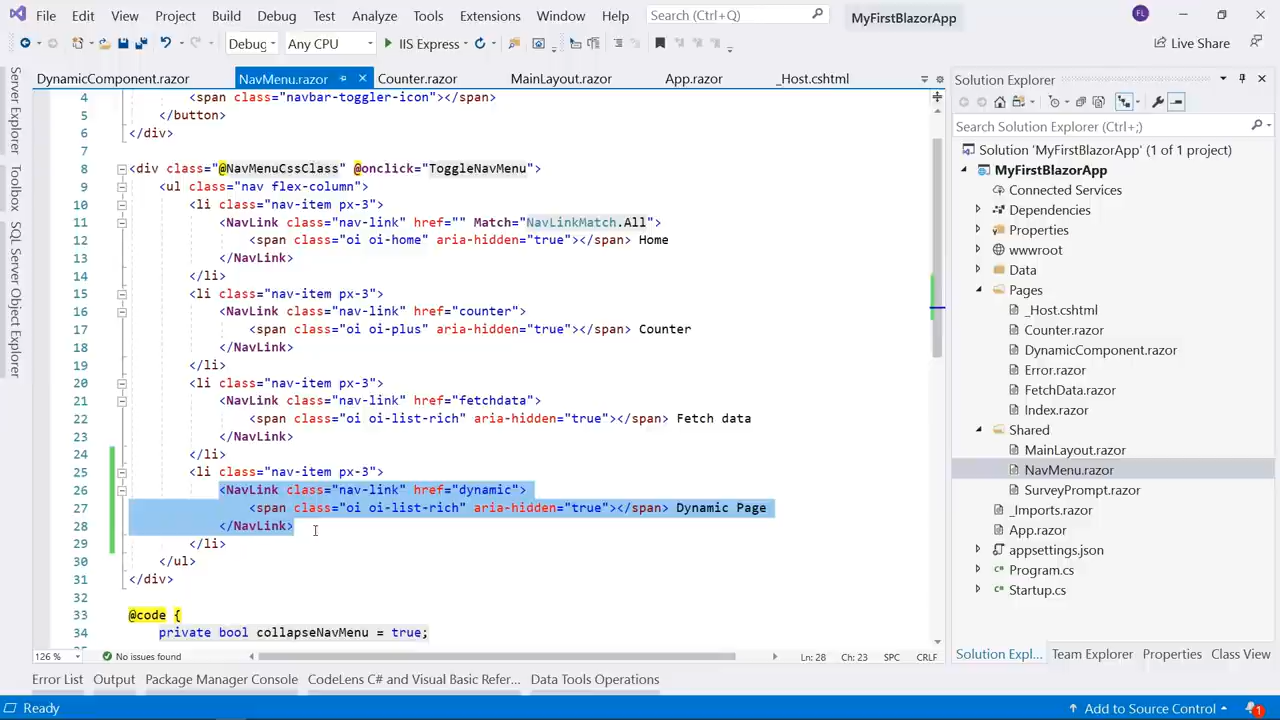 File Edit View Project Build Debug Test Analyze Tools Extensions Window Help Search (Ctrl+Q) MyFirstBlazorApp FL
Debug Any CPU IIS Express Live Share
DynamicComponent.razor NavMenu.razor Counter.razor MainLayout.razor App.razor _Host.cshtml
4 <span class="navbar-toggler-icon"></span>
5 </button>
6 </div>
7
8 <div class="@NavMenuCssClass" @onclick="ToggleNavMenu">
9 <ul class="nav flex-column">
10 <li class="nav-item px-3">
11 <NavLink class="nav-link" href="" Match="NavLinkMatch.All">
12 <span class="oi oi-home" aria-hidden="true"></span> Home
13 </NavLink>
14 </li>
15 <li class="nav-item px-3">
16 <NavLink class="nav-link" href="counter">
17 <span class="oi oi-plus" aria-hidden="true"></span> Counter
18 </NavLink>
19 </li>
20 <li class="nav-item px-3">
21 <NavLink class="nav-link" href="fetchdata">
22 <span class="oi oi-list-rich" aria-hidden="true"></span> Fetch data
23 </NavLink>
24 </li>
25 <li class="nav-item px-3">
26 <NavLink class="nav-link" href="dynamic">
27 <span class="oi oi-list-rich" aria-hidden="true"></span> Dynamic Page
28 </NavLink>
29 </li>
30 </ul>
31 </div>
32
33 @code {
34 private bool collapseNavMenu = true;
126 % No issues found Ln: 28 Ch: 23 SPC CRLF
Server Explorer
Toolbox
SQL Server Object Explorer
Solution Explorer
Search Solution Explorer (Ctrl+;)
Solution 'MyFirstBlazorApp' (1 of 1 project)
MyFirstBlazorApp
Connected Services
Dependencies
Properties
wwwroot
Data
Pages
_Host.cshtml
Counter.razor
DynamicComponent.razor
Error.razor
FetchData.razor
Index.razor
Shared
MainLayout.razor
NavMenu.razor
SurveyPrompt.razor
_Imports.razor
App.razor
appsettings.json
C# Program.cs
C# Startup.cs
Solution Expl... Team Explorer Properties Class View
Error List Output Package Manager Console CodeLens C# and Visual Basic Refer... Data Tools Operations
Ready Add to Source Control 1